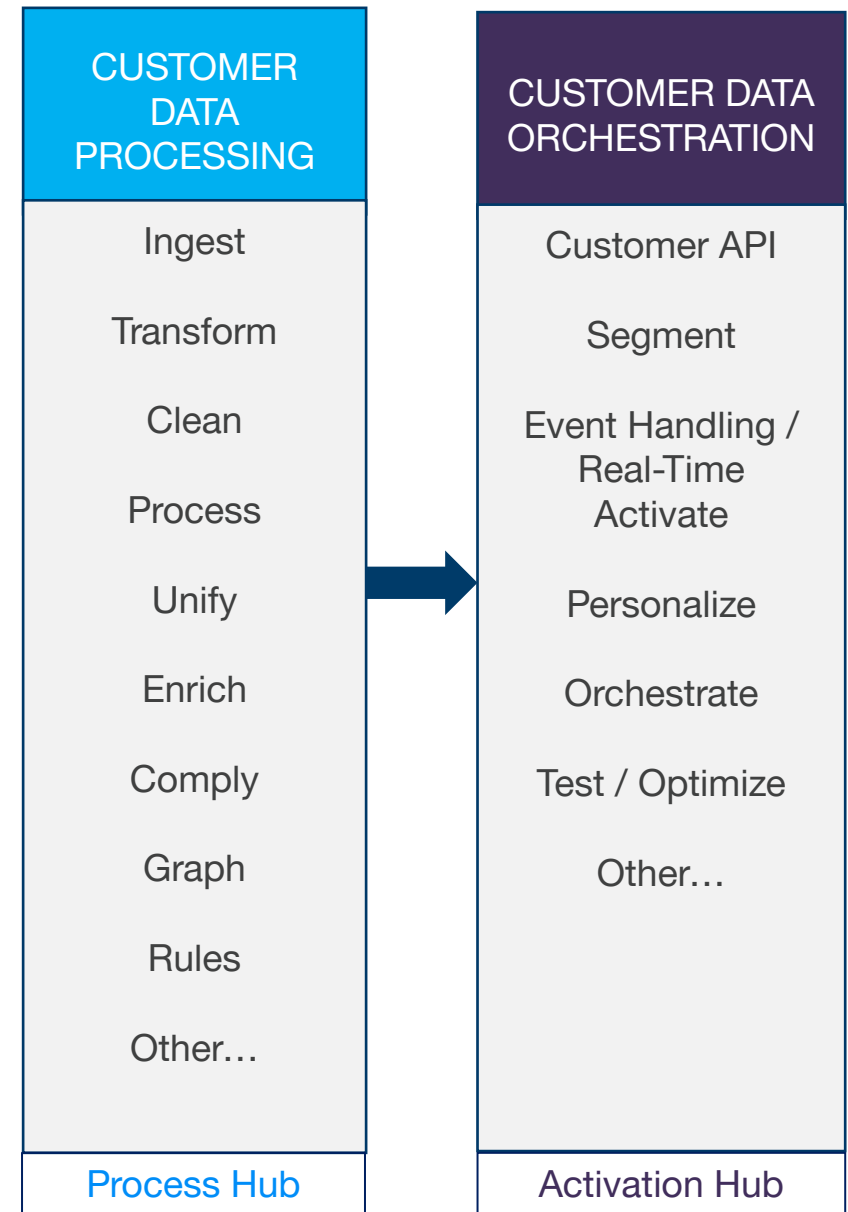 CUSTOMER
DATA
PROCESSING
Ingest
Transform
Clean
Process
Unify
Enrich
Comply
Graph
Rules
Other…
Process Hub
CUSTOMER DATA
ORCHESTRATION
Customer API
Segment
Event Handling /
Real-Time
Activate
Personalize
Orchestrate
Test / Optimize
Other…
Activation Hub